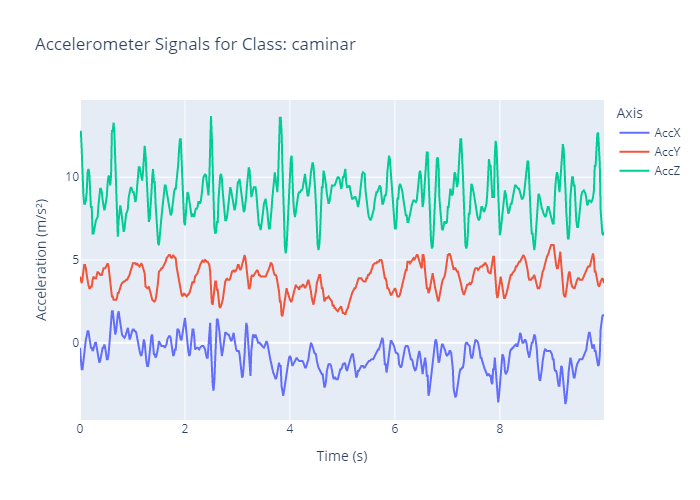 Accelerometer Signals for Class: caminar
Axis
AccX
AccY
AccZ
10
5
0
Acceleration (m/s²)
0 2 4 6 8
Time (s)